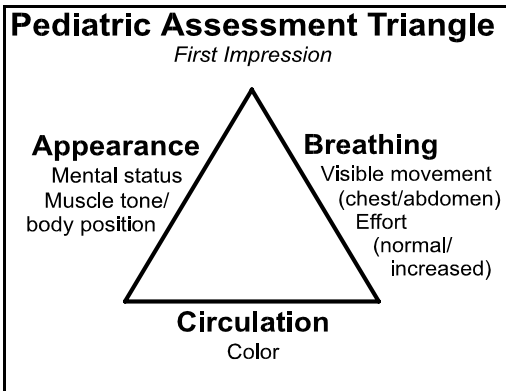 Pediatric Assessment Triangle
First Impression
Appearance
Mental status
Muscle tone/
body position
Breathing
Visible movement
(chest/abdomen)
Effort
(normal/
increased)
Circulation
Color